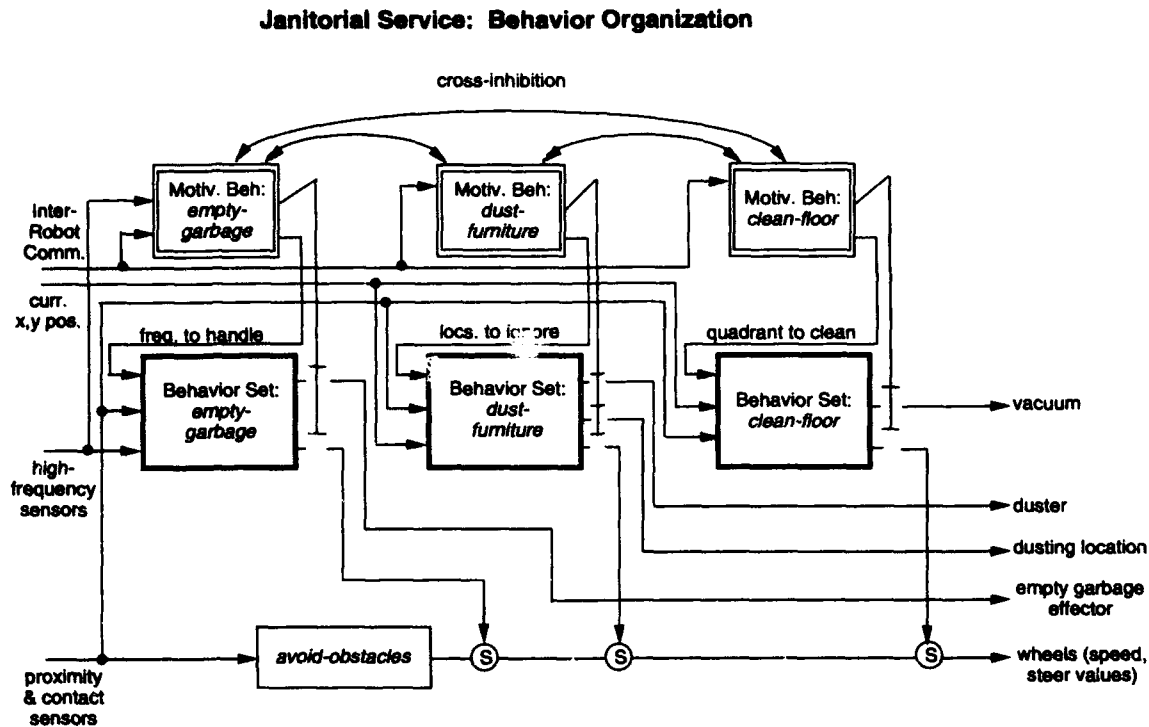 Janitorial Service: Behavior Organization
cross-inhibition
Motiv. Beh:
empty-
garbage
Motiv. Beh:
dust-
furniture
Motiv. Beh:
clean-floor
Inter-
Robot
Comm.
curr.
x,y pos.
freq. to handle
locs. to ignore
quadrant to clean
Behavior Set:
empty-
garbage
Behavior Set:
dust-
furniture
Behavior Set:
clean-floor
vacuum
high-
frequency
sensors
duster
dusting location
empty garbage
effector
avoid-obstacles
S
S
S
wheels (speed,
steer values)
proximity
& contact
sensors